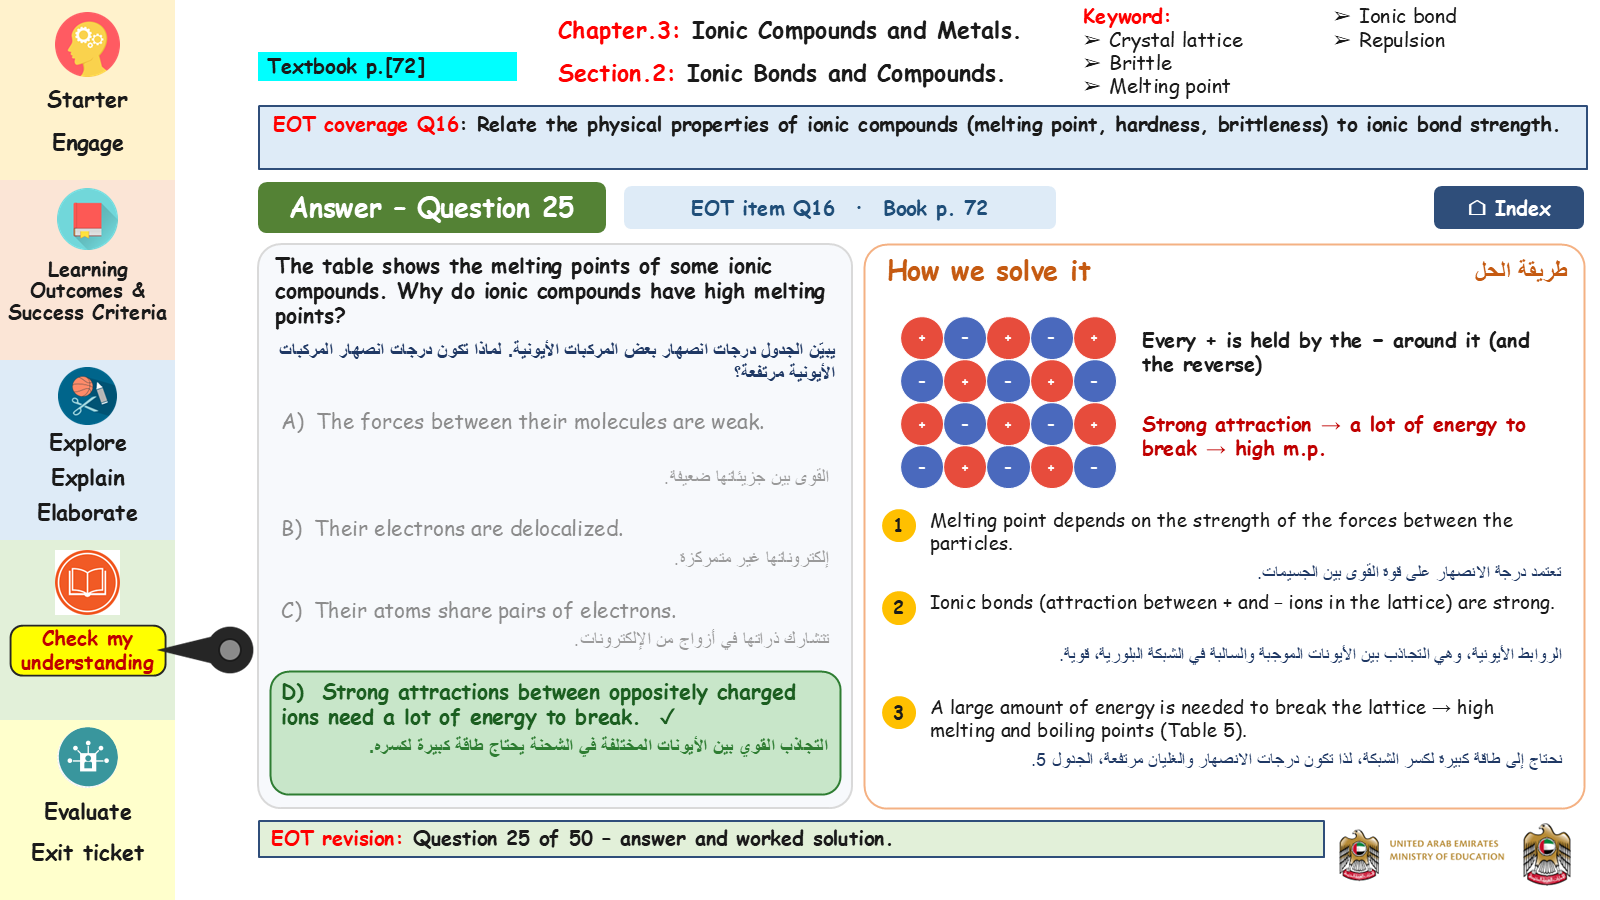 Starter
Engage
Learning
Outcomes &
Success Criteria
Explore
Explain
Elaborate
Check my
understanding
Evaluate
Exit ticket
Textbook p.[72]
Chapter.3: Ionic Compounds and Metals.
Section.2: Ionic Bonds and Compounds.
Keyword:
➢ Crystal lattice
➢ Brittle
➢ Melting point
➢ Ionic bond
➢ Repulsion
EOT coverage Q16: Relate the physical properties of ionic compounds (melting point, hardness, brittleness) to ionic bond strength.
Answer – Question 25
EOT item Q16 · Book p. 72
Index
The table shows the melting points of some ionic
compounds. Why do ionic compounds have high melting
points?
يبيّن الجدول درجات انصهار بعض المركبات الأيونية. لماذا تكون درجات انصهار المركبات
الأيونية مرتفعة؟
A) The forces between their molecules are weak.
القوى بين جزيئاتها ضعيفة.
B) Their electrons are delocalized.
إلكتروناتها غير متمركزة.
C) Their atoms share pairs of electrons.
تتشارك ذراتها في أزواج من الإلكترونات.
D) Strong attractions between oppositely charged
ions need a lot of energy to break. ✓
التجاذب القوي بين الأيونات المختلفة في الشحنة يحتاج طاقة كبيرة لكسره.
How we solve it
طريقة الحل
+ − + − +
− + − + −
+ − + − +
− + − + −
Every + is held by the − around it (and
the reverse)
Strong attraction → a lot of energy to
break → high m.p.
1
Melting point depends on the strength of the forces between the
particles.
تعتمد درجة الانصهار على قوة القوى بين الجسيمات.
2
Ionic bonds (attraction between + and − ions in the lattice) are strong.
الروابط الأيونية، وهي التجاذب بين الأيونات الموجبة والسالبة في الشبكة البلورية، قوية.
3
A large amount of energy is needed to break the lattice → high
melting and boiling points (Table 5).
نحتاج إلى طاقة كبيرة لكسر الشبكة، لذا تكون درجات الانصهار والغليان مرتفعة، الجدول 5.
EOT revision: Question 25 of 50 – answer and worked solution.
UNITED ARAB EMIRATES
MINISTRY OF EDUCATION